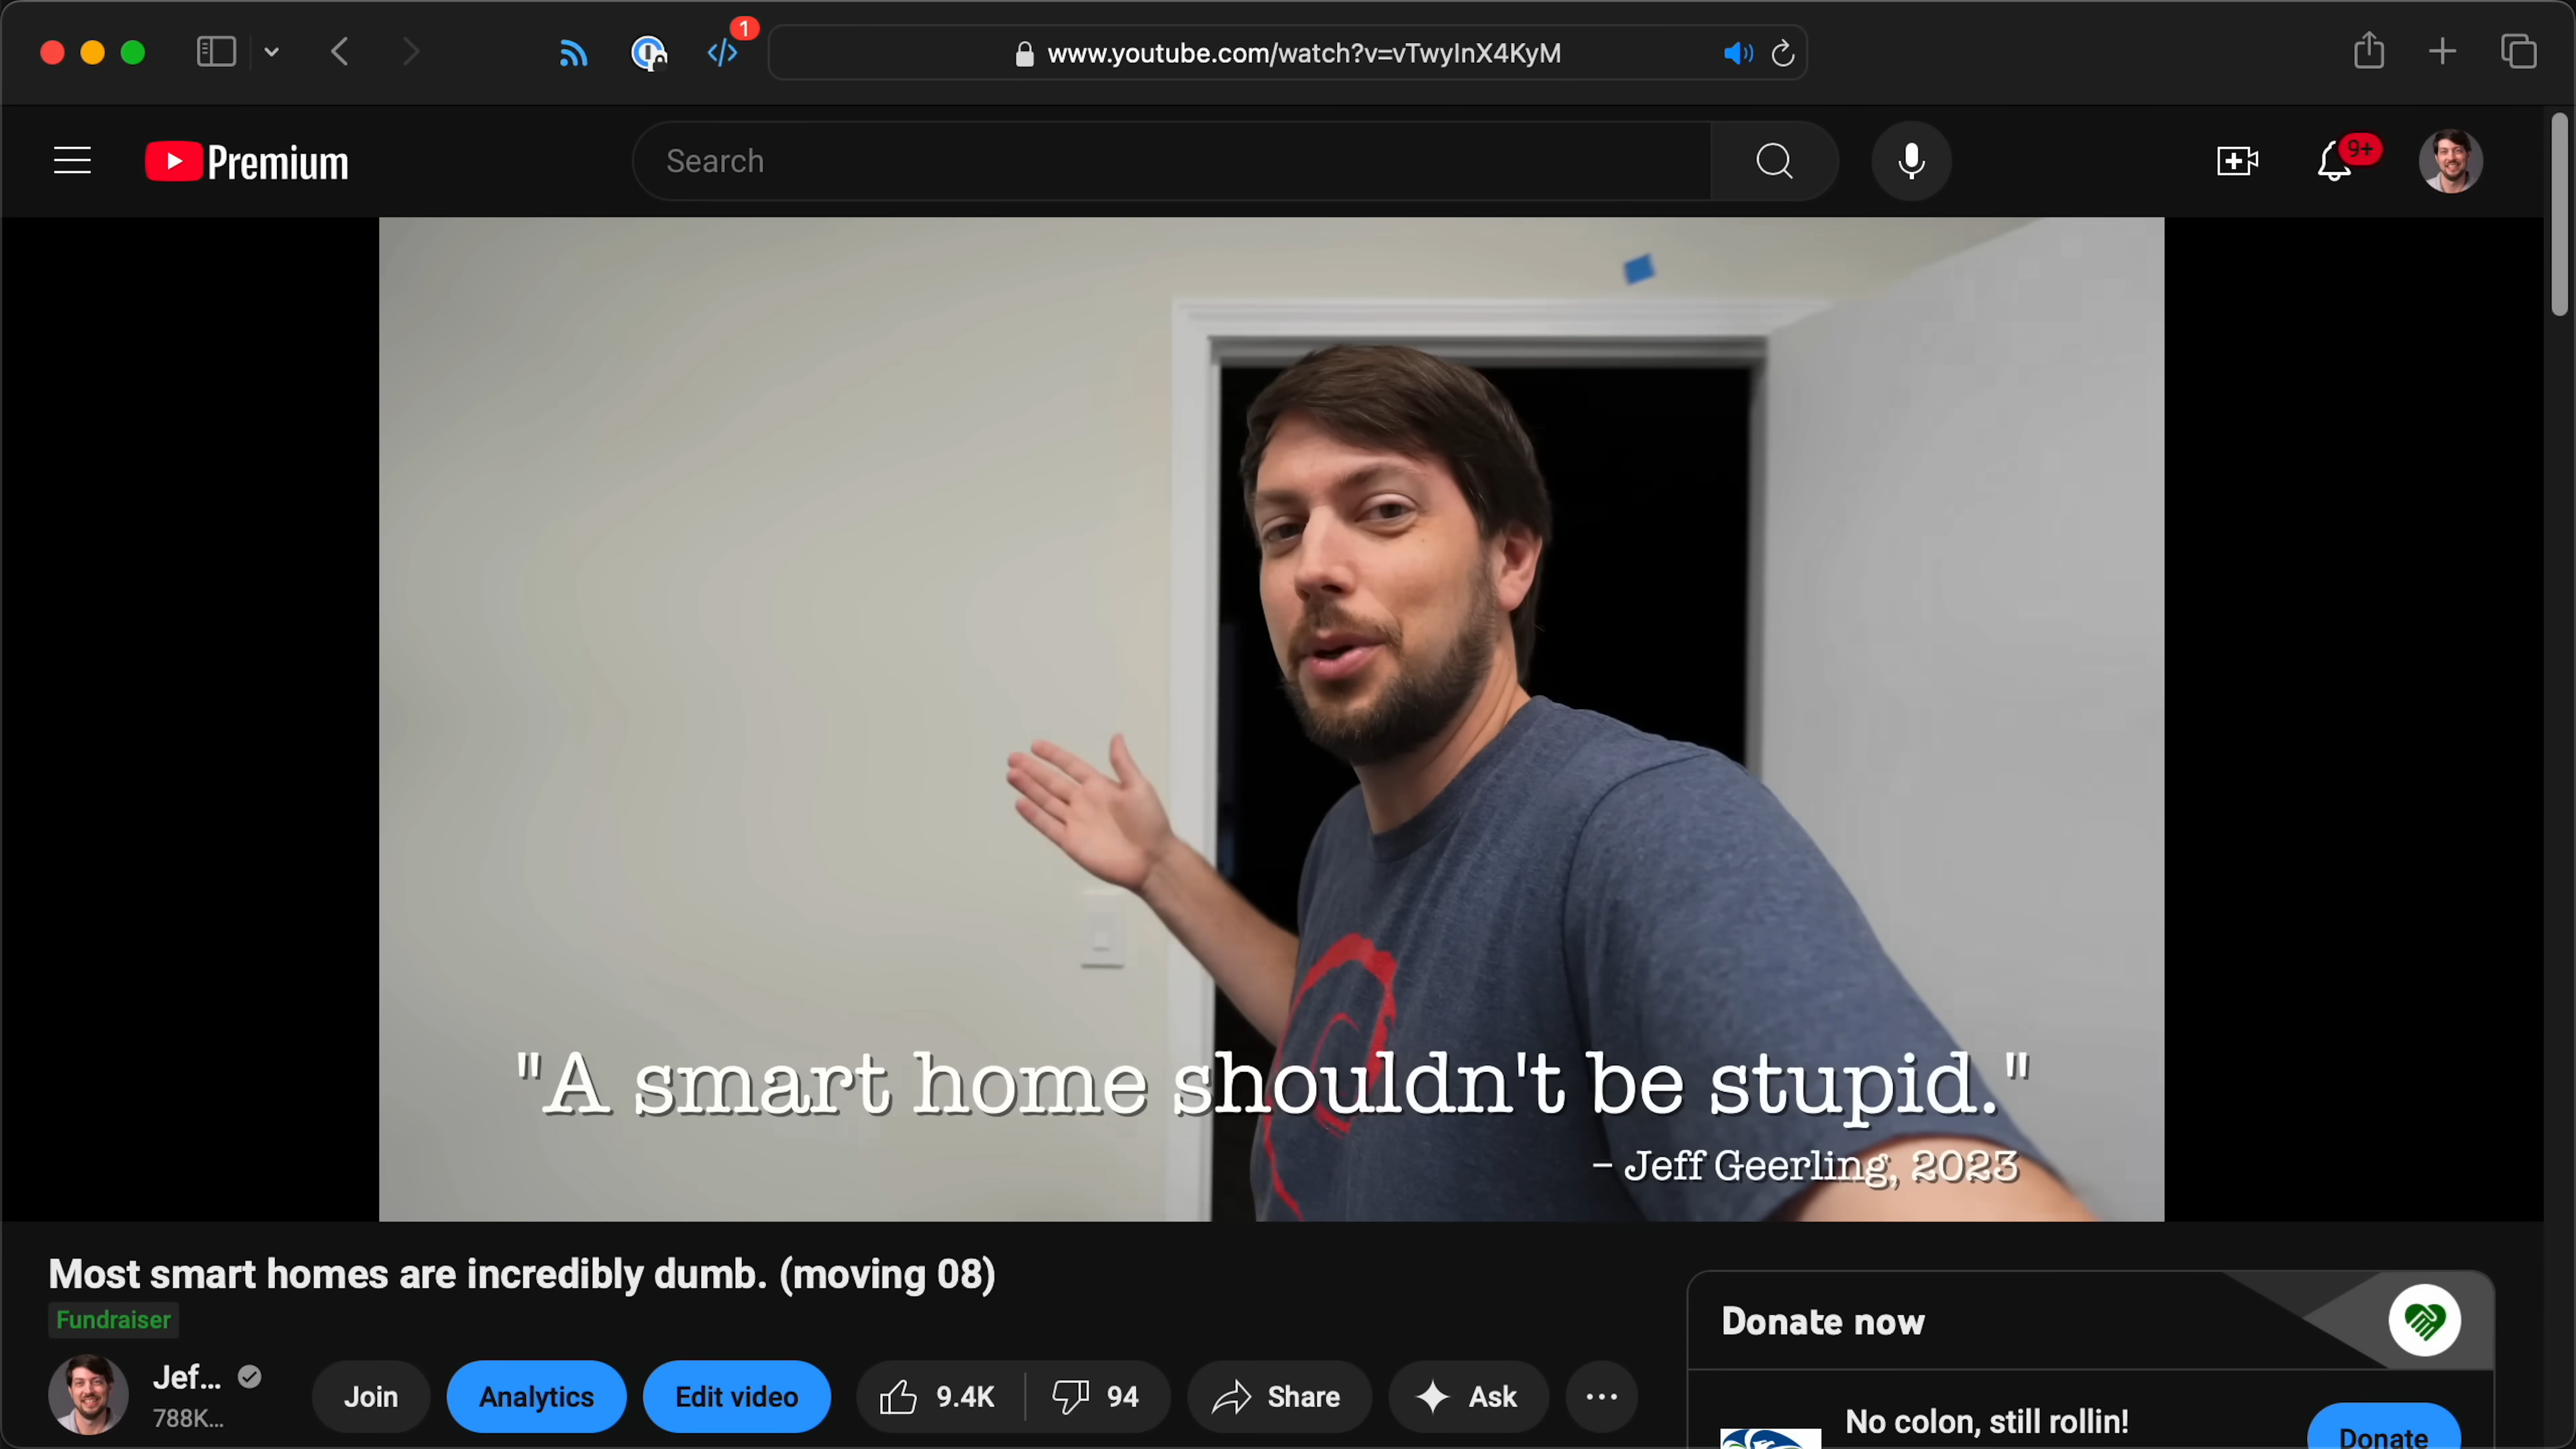 1
www.youtube.com/watch?v=vTwyInX4KyM
Premium
Search
9+
"A smart home shouldn't be stupid."
– Jeff Geerling, 2023
Most smart homes are incredibly dumb. (moving 08)
Fundraiser
Jef...
788K...
Join
Analytics
Edit video
9.4K
94
Share
Ask
Donate now
No colon, still rollin!
Donate